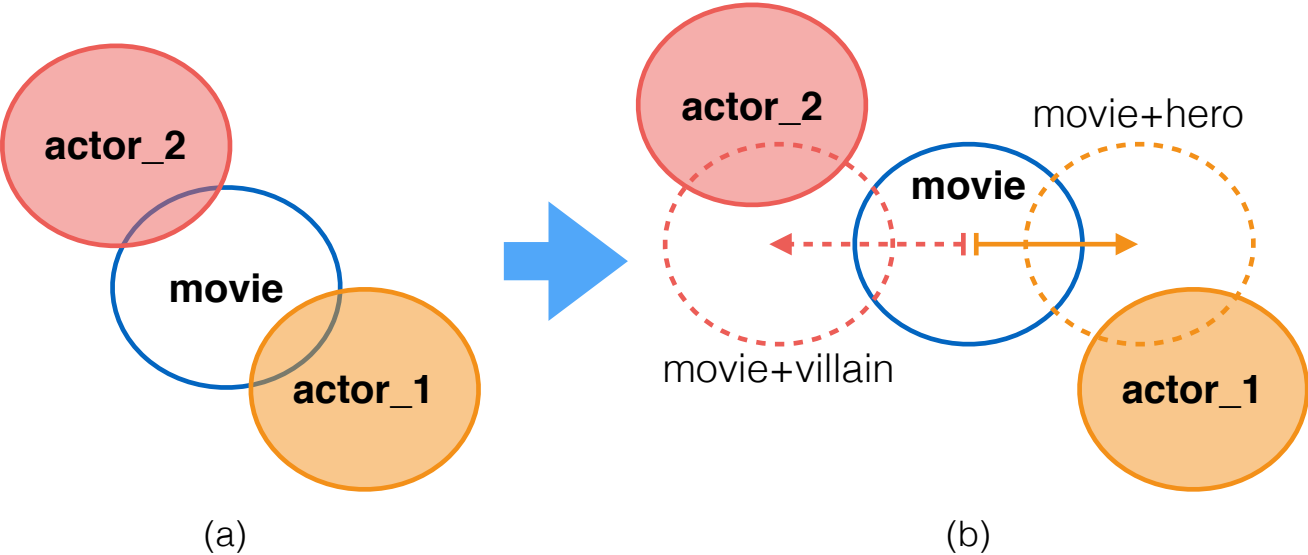 actor_2
movie
actor_1
(a)
actor_2
movie+hero
movie
movie+villain
actor_1
(b)